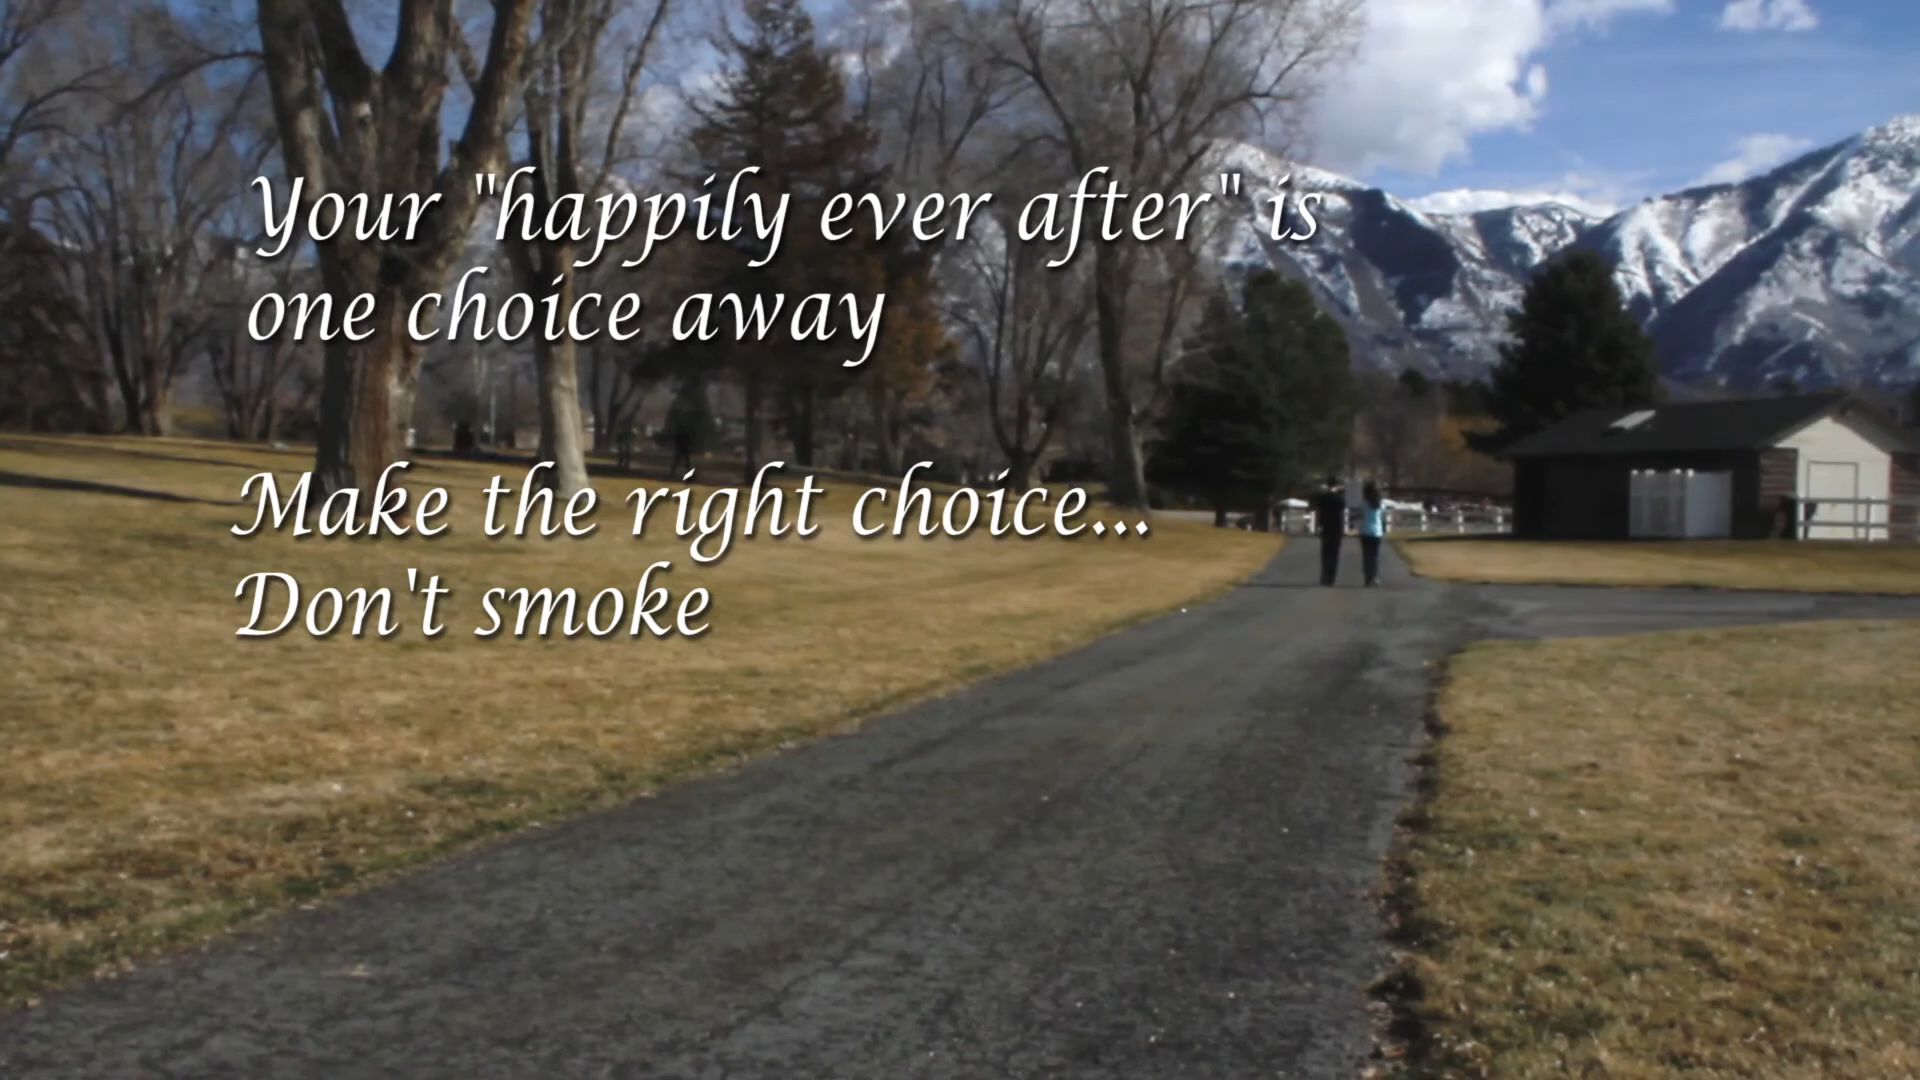 Your "happily ever after" is
one choice away
Make the right choice...
Don't smoke